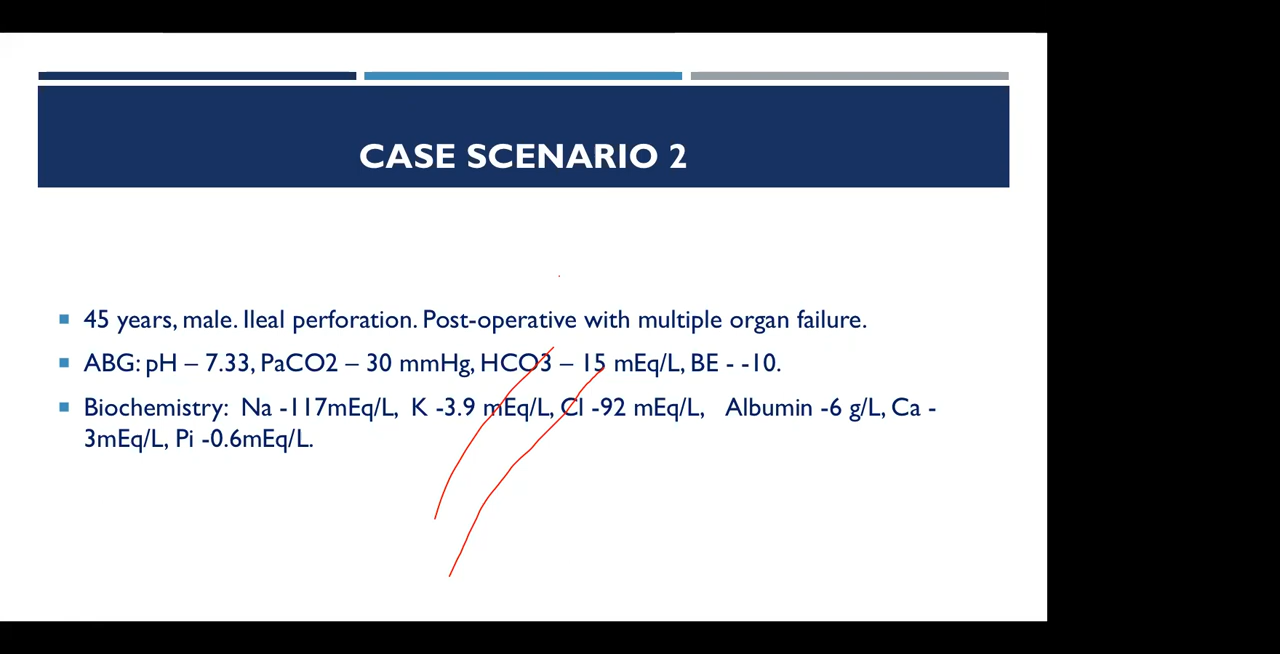 CASE SCENARIO 2
45 years, male. Ileal perforation. Post-operative with multiple organ failure.
ABG: pH – 7.33, PaCO2 – 30 mmHg, HCO3 – 15 mEq/L, BE - -10.
Biochemistry: Na -117mEq/L, K -3.9 mEq/L, Cl -92 mEq/L, Albumin -6 g/L, Ca -
3mEq/L, Pi -0.6mEq/L.